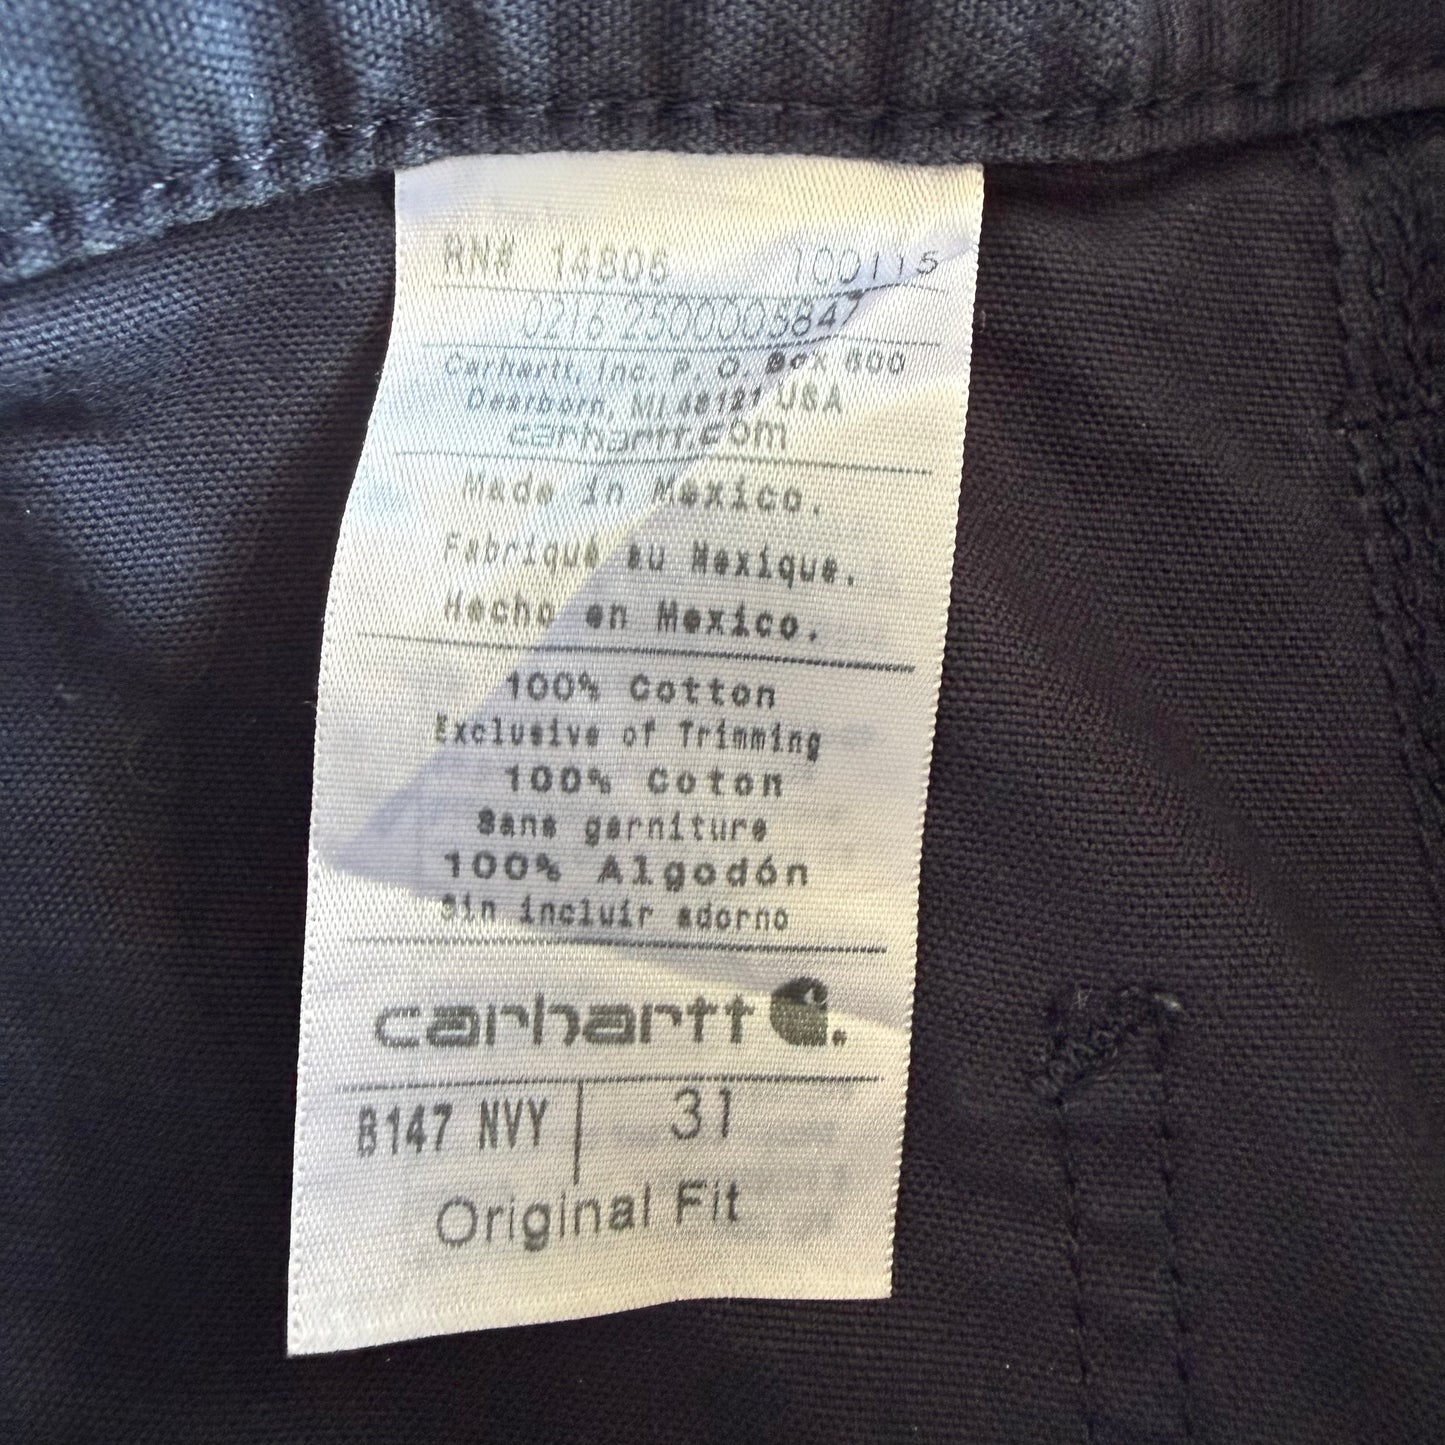 RN# 14806 100115
0216 2500005847
Carhartt, Inc. P. O. Box 600
Dearborn, MI 48121 USA
carhartt.com
Made in Mexico.
Fabriqué au Mexique.
Hecho en Mexico.
100% Cotton
Exclusive of Trimming
100% Coton
Sans garniture
100% Algodón
Sin incluir adorno
carhartt
B147 NVY 31
Original Fit